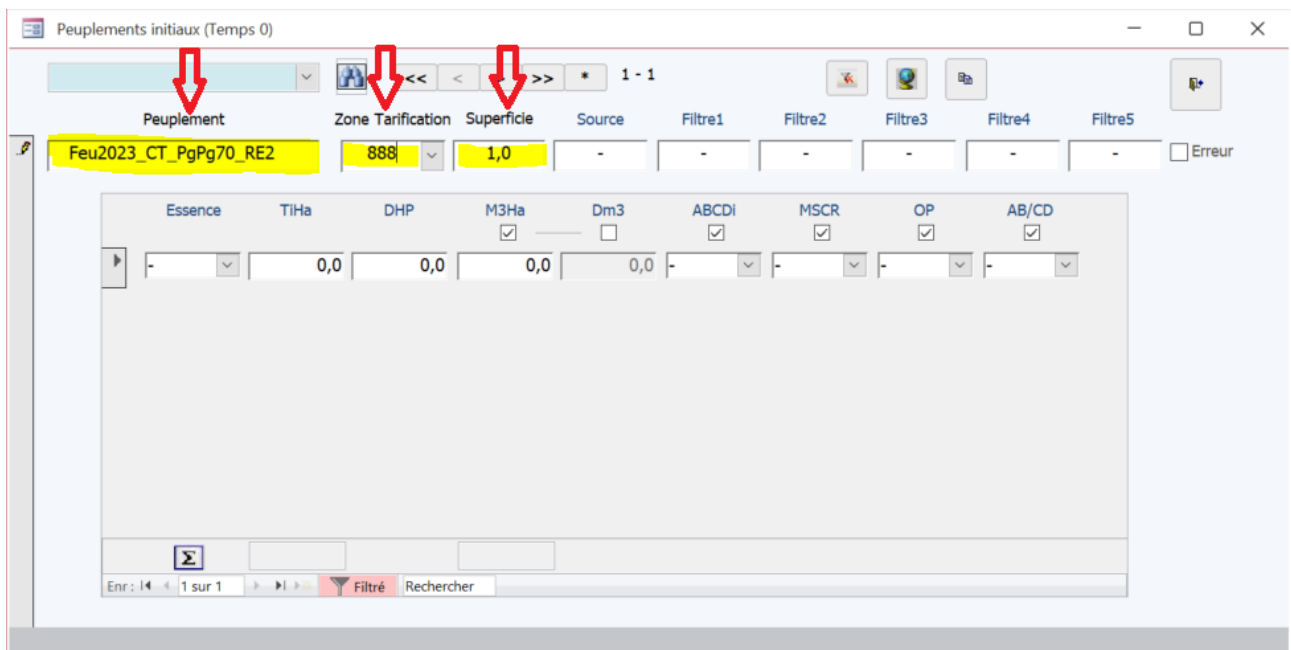 Peuplements initiaux (Temps 0)
<< < >> * 1 - 1
Peuplement Zone Tarification Superficie Source Filtre1 Filtre2 Filtre3 Filtre4 Filtre5
Feu2023_CT_PgPg70_RE2 888 1,0 - - - - - - Erreur
Essence TiHa DHP M3Ha Dm3 ABCDi MSCR OP AB/CD
- 0,0 0,0 0,0 0,0 - - - -
Σ
Enr : 1 sur 1 Filtré Rechercher